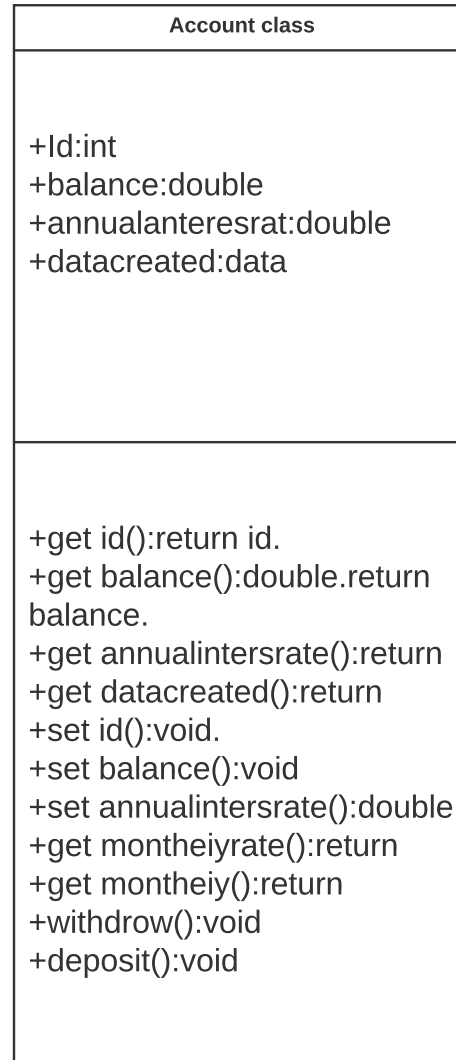 Account class
+Id:int
+balance:double
+annualanteresrat:double
+datacreated:data
+get id():return id.
+get balance():double.return
balance.
+get annualintersrate():return
+get datacreated():return
+set id():void.
+set balance():void
+set annualintersrate():double
+get montheiyrate():return
+get montheiy():return
+withdrow():void
+deposit():void